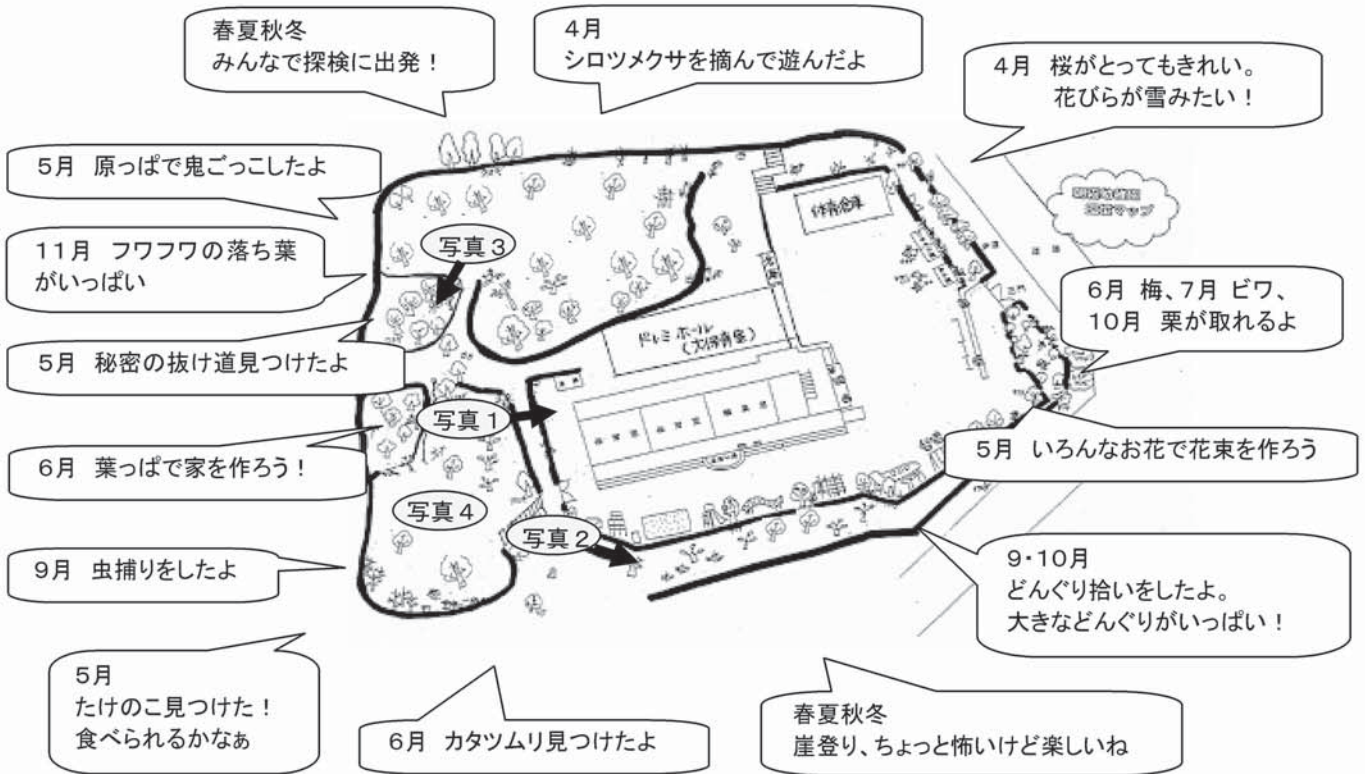 春夏秋冬
みんなで探検に出発！
4月
シロツメクサを摘んで遊んだよ
4月 桜がとってもきれい。
花びらが雪みたい！
5月 原っぱで鬼ごっこしたよ
11月 フワフワの落ち葉
がいっぱい
写真3
体育倉庫
6月 梅、7月 ビワ、
10月 栗が取れるよ
ドレミホール
5月 秘密の抜け道見つけたよ
写真1
6月 葉っぱで家を作ろう！
5月 いろんなお花で花束を作ろう
写真4
写真2
9月 虫捕りをしたよ
9・10月
どんぐり拾いをしたよ。
大きなどんぐりがいっぱい！
5月
たけのこ見つけた！
食べられるかなぁ
6月 カタツムリ見つけたよ
春夏秋冬
崖登り、ちょっと怖いけど楽しいね